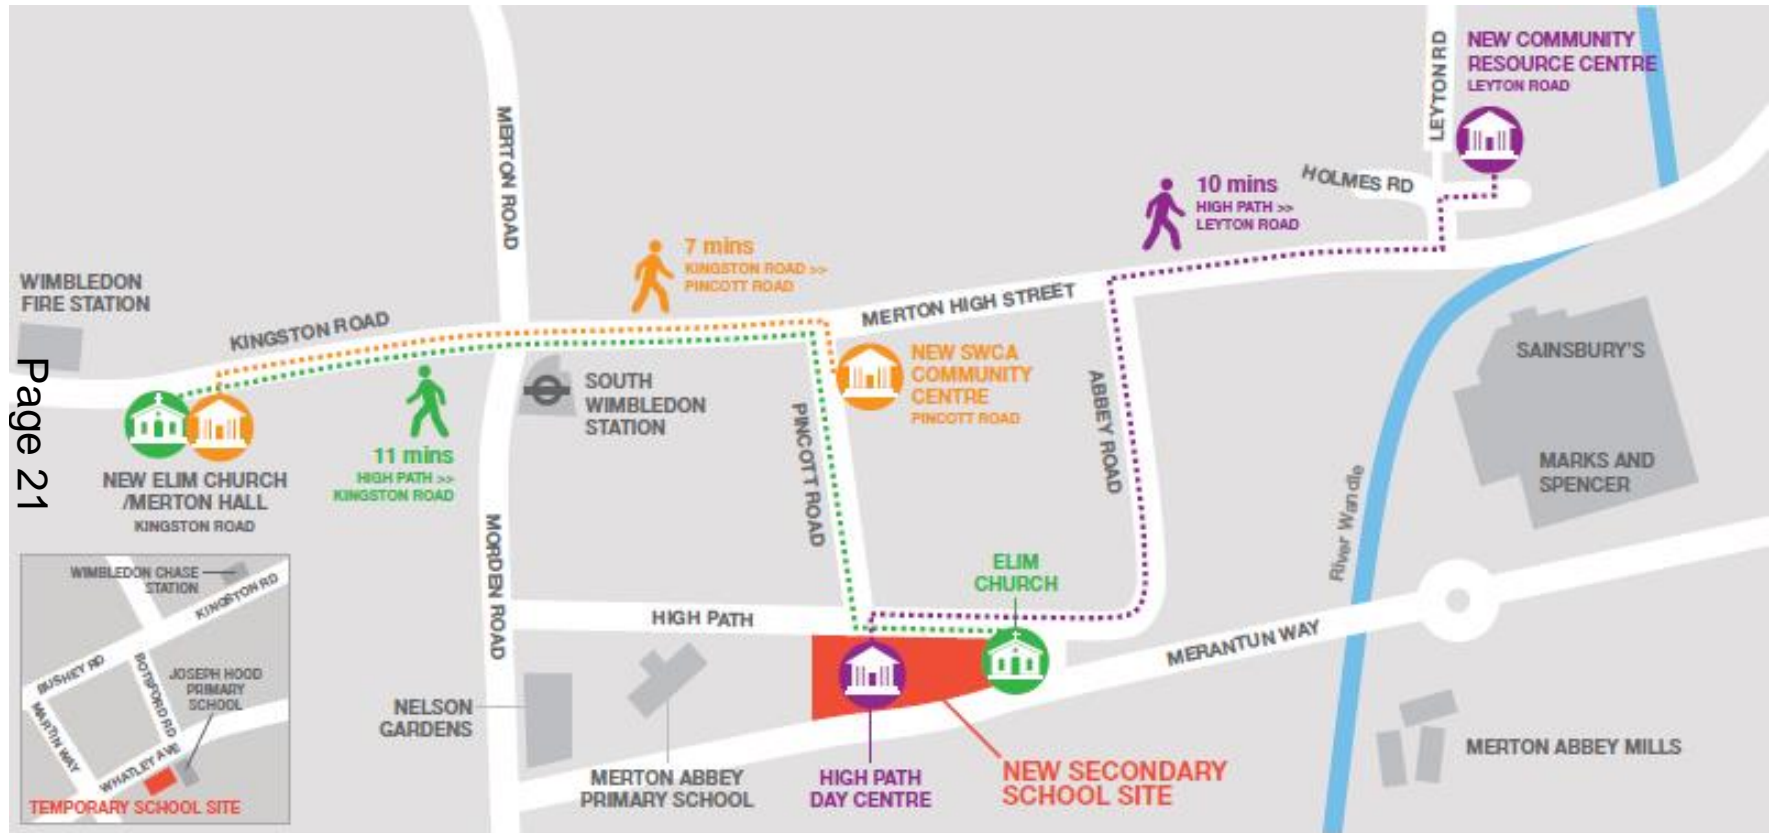 NEW COMMUNITY
RESOURCE CENTRE
LEYTON ROAD
LEYTON RD
HOLMES RD
10 mins
HIGH PATH >>
LEYTON ROAD
MERTON ROAD
7 mins
KINGSTON ROAD >>
PINCOTT ROAD
WIMBLEDON
FIRE STATION
KINGSTON ROAD
MERTON HIGH STREET
NEW SWCA
COMMUNITY
CENTRE
PINCOTT ROAD
SOUTH
WIMBLEDON
STATION
SAINSBURY'S
MARKS AND
SPENCER
ABBEY ROAD
PINCOTT ROAD
Page 21
11 mins
HIGH PATH >>
KINGSTON ROAD
NEW ELIM CHURCH
/MERTON HALL
KINGSTON ROAD
River Wandle
MORDEN ROAD
ELIM
CHURCH
HIGH PATH
MERANTUN WAY
WIMBLEDON CHASE
STATION
KINGSTON RD
BUSHEY RD
BOTSFORD RD
JOSEPH HOOD
PRIMARY
SCHOOL
MARTIN WAY
WHATLEY AVE
TEMPORARY SCHOOL SITE
NELSON
GARDENS
MERTON ABBEY
PRIMARY SCHOOL
HIGH PATH
DAY CENTRE
NEW SECONDARY
SCHOOL SITE
MERTON ABBEY MILLS